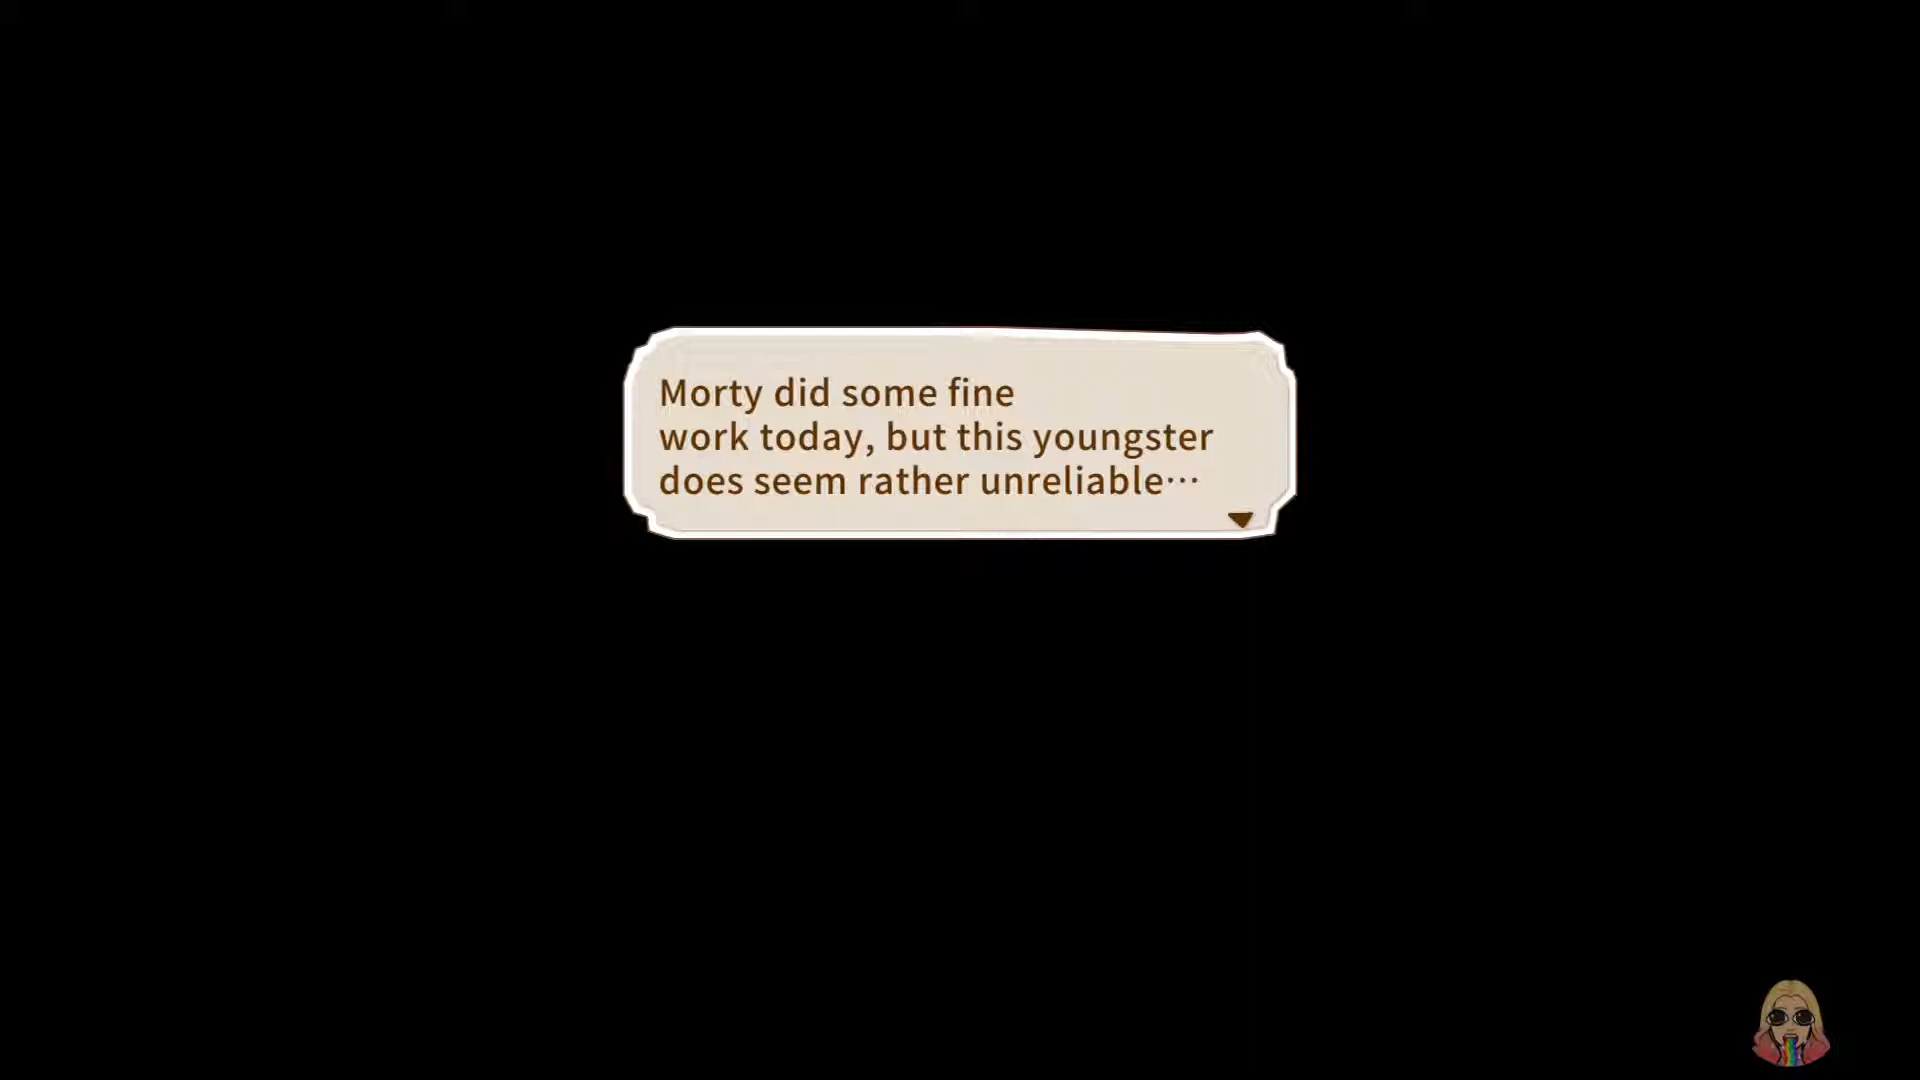 Morty did some fine
work today, but this youngster
does seem rather unreliable⋯